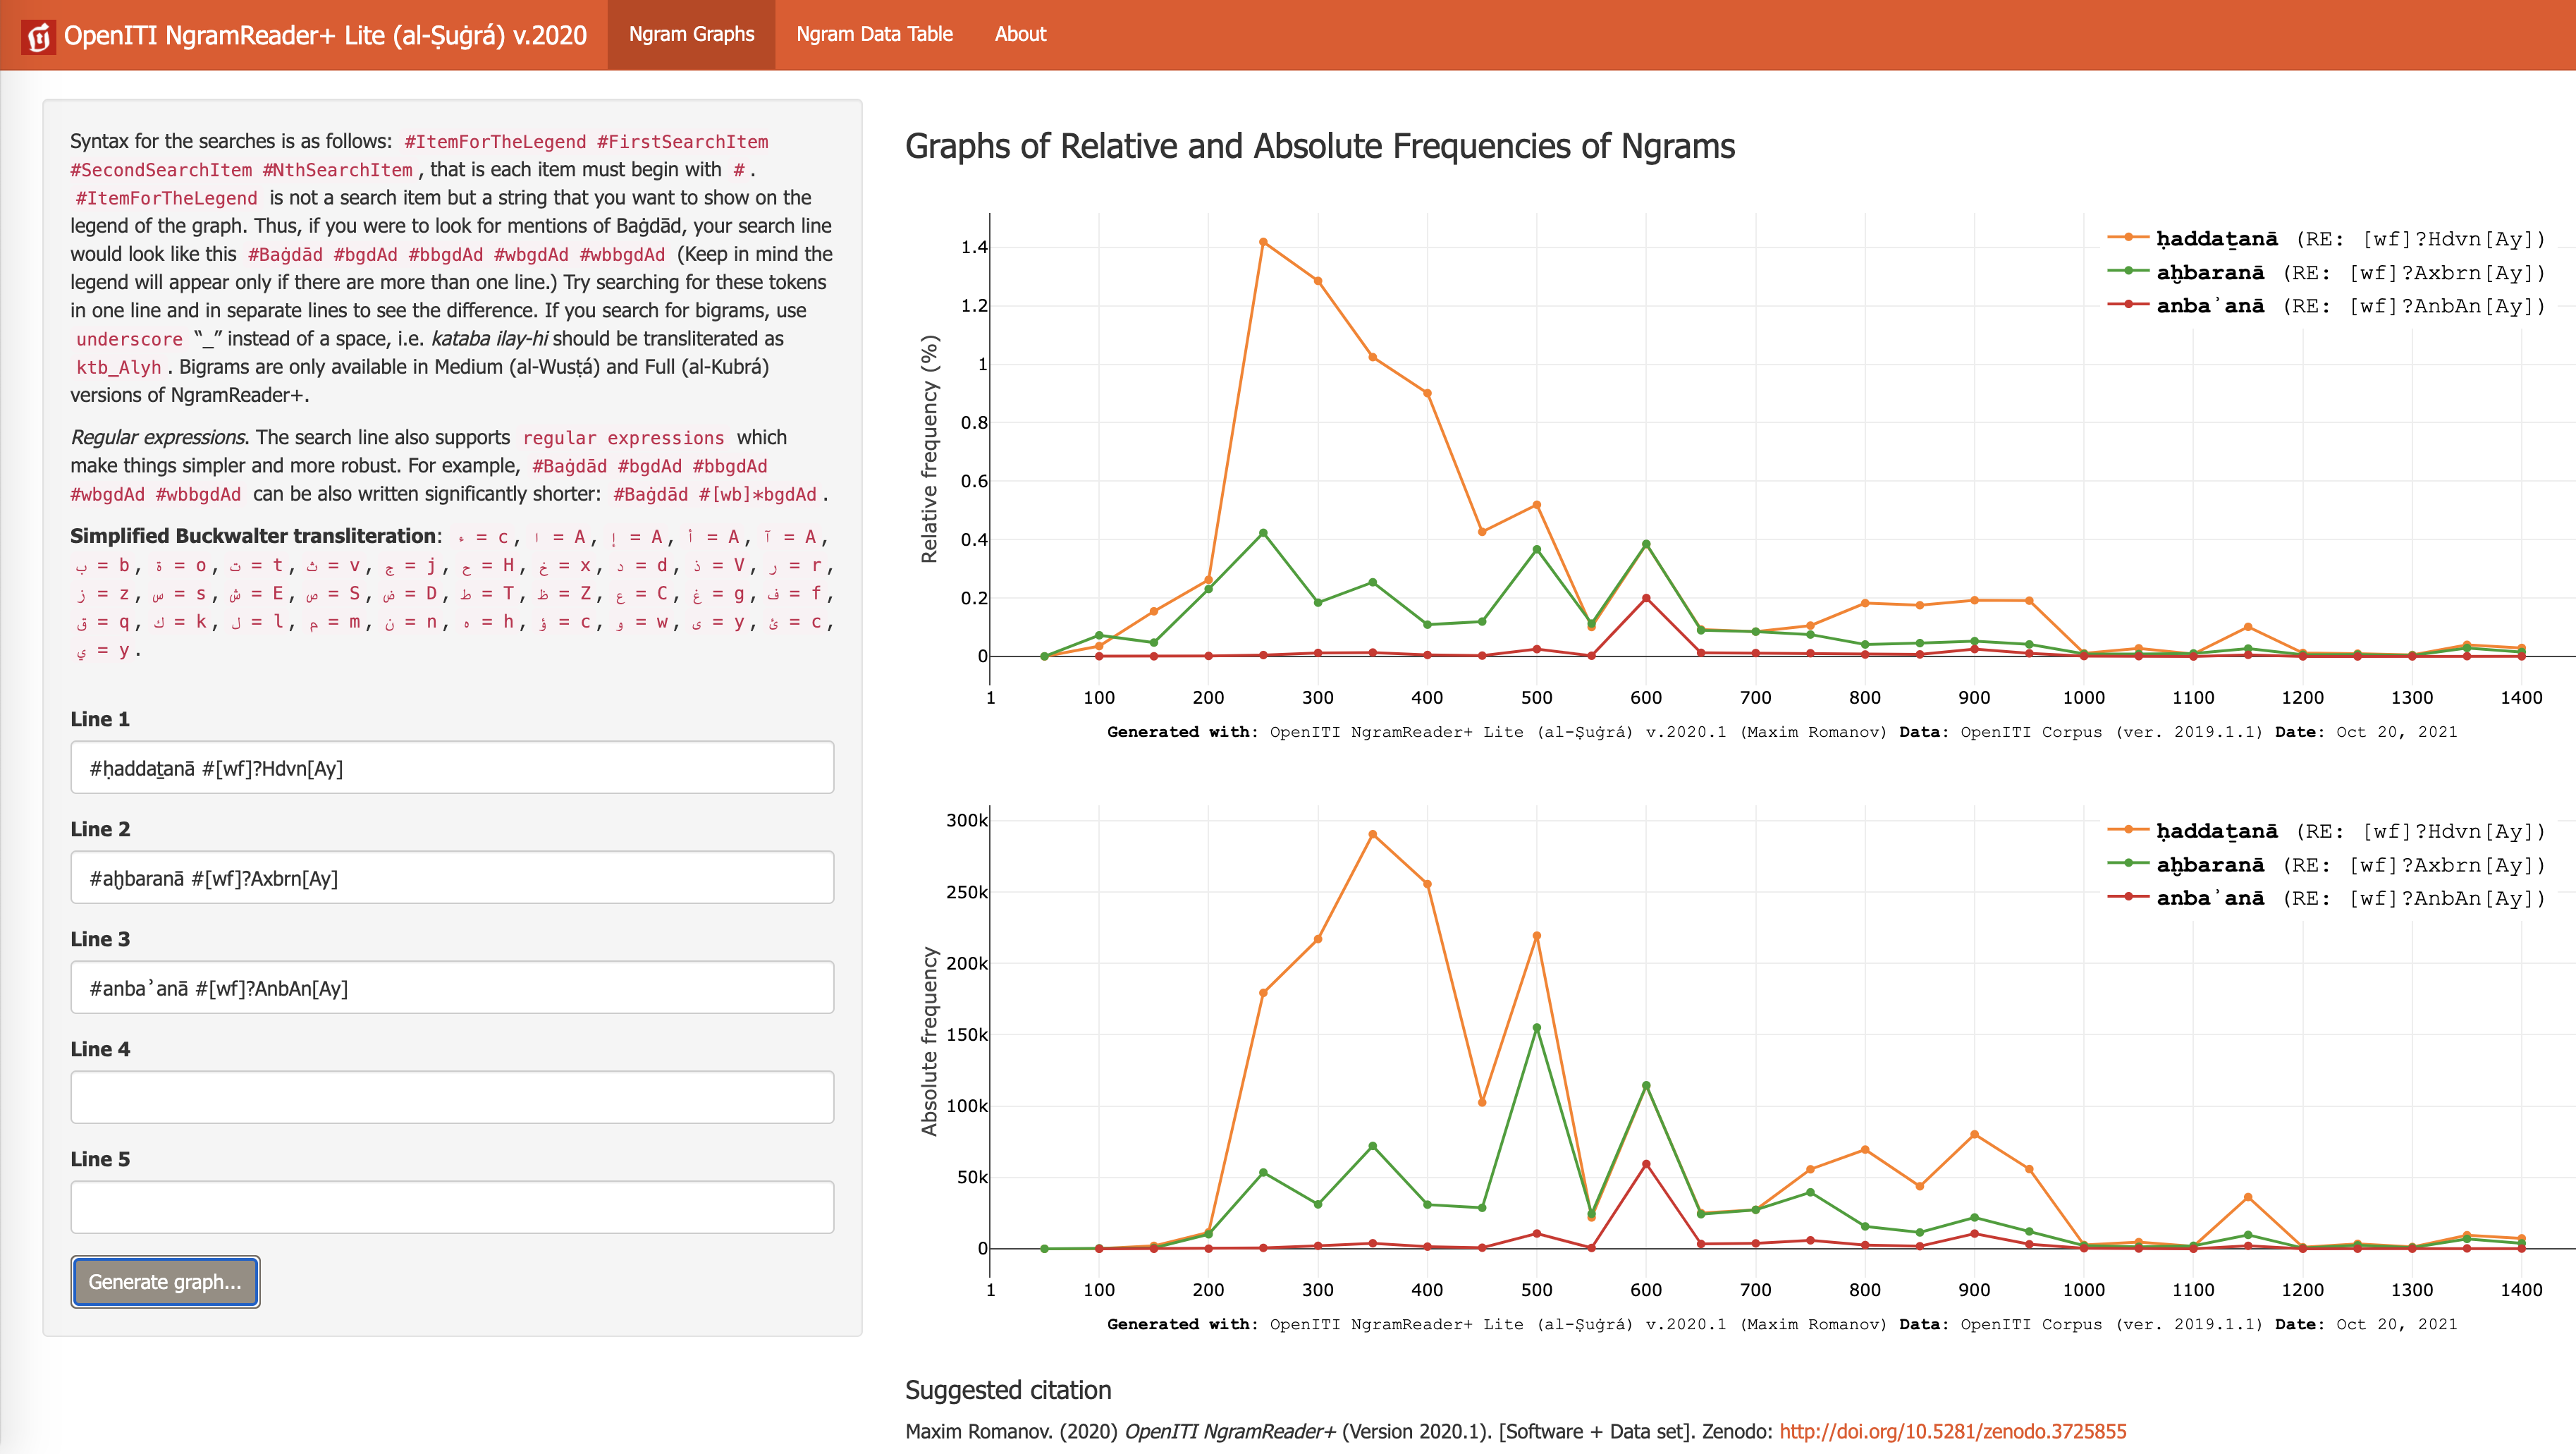 OpenITI NgramReader+ Lite (al-Ṣuġrá) v.2020
Ngram Graphs
Ngram Data Table
About
Syntax for the searches is as follows: #ItemForTheLegend #FirstSearchItem
#SecondSearchItem #NthSearchItem , that is each item must begin with # .
#ItemForTheLegend is not a search item but a string that you want to show on the
legend of the graph. Thus, if you were to look for mentions of Baġdād, your search line
would look like this #Baġdād #bgdAd #bbgdAd #wbgdAd #wbbgdAd (Keep in mind the
legend will appear only if there are more than one line.) Try searching for these tokens
in one line and in separate lines to see the difference. If you search for bigrams, use
underscore “_” instead of a space, i.e. kataba ilay-hi should be transliterated as
ktb_Alyh . Bigrams are only available in Medium (al-Wusṭá) and Full (al-Kubrá)
versions of NgramReader+.
Regular expressions. The search line also supports regular expressions which
make things simpler and more robust. For example, #Baġdād #bgdAd #bbgdAd
#wbgdAd #wbbgdAd can be also written significantly shorter: #Baġdād #[wb]*bgdAd .
Simplified Buckwalter transliteration: ء = c , ا = A , إ = A , أ = A , آ = A ,
ب = b , ة = o , ت = t , ث = v , ج = j , ح = H , خ = x , د = d , ذ = V , ر = r ,
ز = z , س = s , ش = E , ص = S , ض = D , ط = T , ظ = Z , ع = C , غ = g , ف = f ,
ق = q , ك = k , ل = l , م = m , ن = n , ه = h , ؤ = c , و = w , ى = y , ئ = c ,
ي = y .
Line 1
#ḥaddaṯanā #[wf]?Hdvn[Ay]
Line 2
#aḫbaranā #[wf]?Axbrn[Ay]
Line 3
#anbaʾanā #[wf]?AnbAn[Ay]
Line 4
Line 5
Generate graph...
Graphs of Relative and Absolute Frequencies of Ngrams
ḥaddaṯanā (RE: [wf]?Hdvn[Ay])
aḫbaranā (RE: [wf]?Axbrn[Ay])
anbaʾanā (RE: [wf]?AnbAn[Ay])
Relative frequency (%)
1.4
1.2
1
0.8
0.6
0.4
0.2
0
1 100 200 300 400 500 600 700 800 900 1000 1100 1200 1300 1400
Generated with: OpenITI NgramReader+ Lite (al-Ṣuġrá) v.2020.1 (Maxim Romanov) Data: OpenITI Corpus (ver. 2019.1.1) Date: Oct 20, 2021
ḥaddaṯanā (RE: [wf]?Hdvn[Ay])
aḫbaranā (RE: [wf]?Axbrn[Ay])
anbaʾanā (RE: [wf]?AnbAn[Ay])
Absolute frequency
300k
250k
200k
150k
100k
50k
0
1 100 200 300 400 500 600 700 800 900 1000 1100 1200 1300 1400
Generated with: OpenITI NgramReader+ Lite (al-Ṣuġrá) v.2020.1 (Maxim Romanov) Data: OpenITI Corpus (ver. 2019.1.1) Date: Oct 20, 2021
Suggested citation
Maxim Romanov. (2020) OpenITI NgramReader+ (Version 2020.1). [Software + Data set]. Zenodo: http://doi.org/10.5281/zenodo.3725855